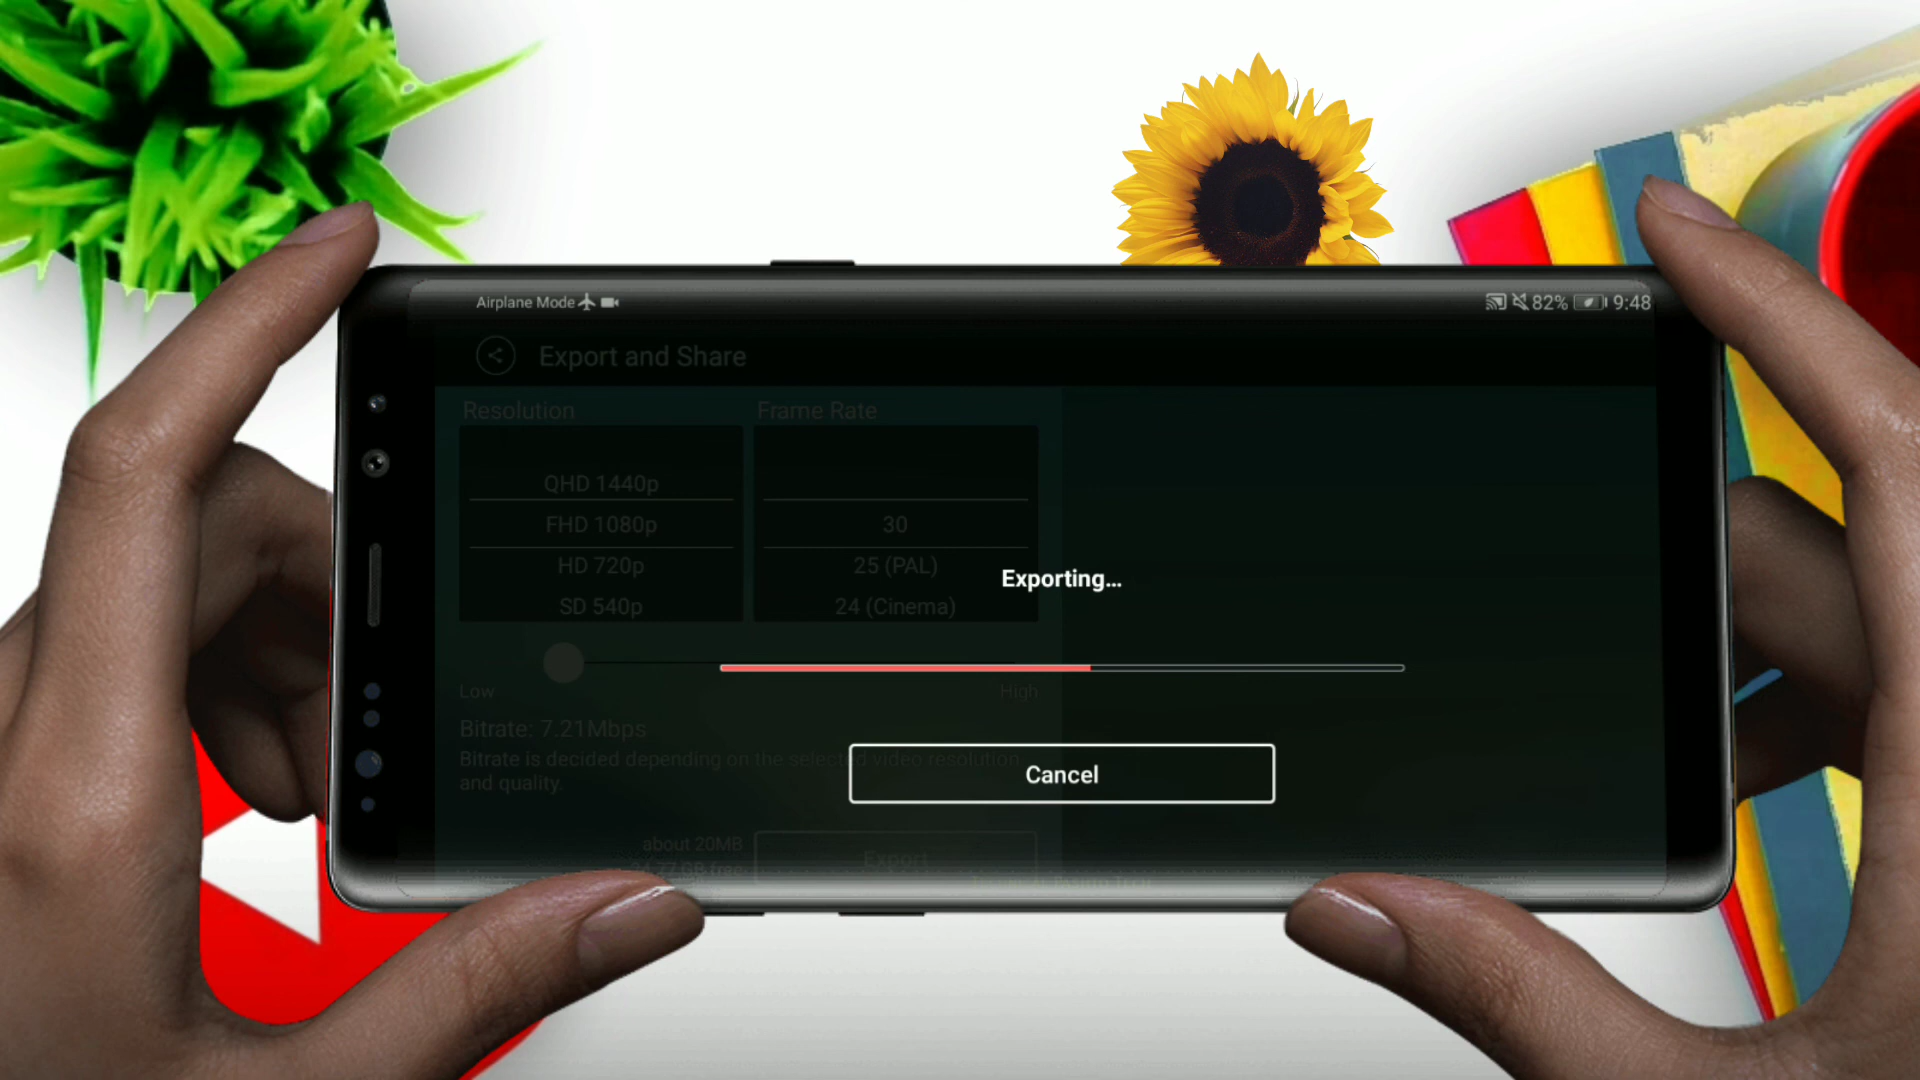 Airplane Mode
82% 9:48
Export and Share
Resolution
Frame Rate
QHD 1440p
FHD 1080p
HD 720p
SD 540p
30
25 (PAL)
24 (Cinema)
Exporting...
Low
High
Bitrate: 7.21Mbps
Bitrate is decided depending on the selected video resolution
and quality.
Cancel
about 20MB
Export